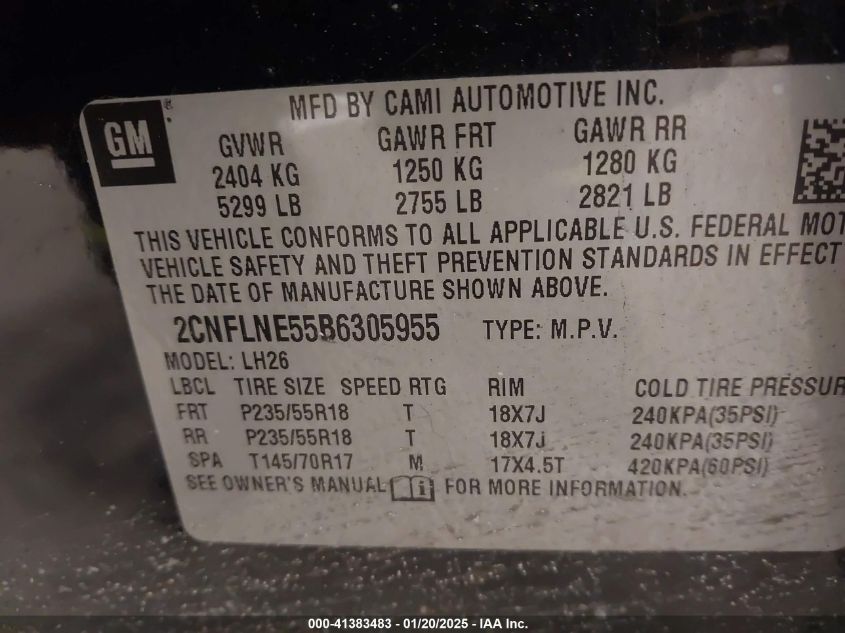 MFD BY CAMI AUTOMOTIVE INC.
GM ®
GVWR GAWR FRT GAWR RR
2404 KG 1250 KG 1280 KG
5299 LB 2755 LB 2821 LB
THIS VEHICLE CONFORMS TO ALL APPLICABLE U.S. FEDERAL MOT
VEHICLE SAFETY AND THEFT PREVENTION STANDARDS IN EFFECT
THE DATE OF MANUFACTURE SHOWN ABOVE.
2CNFLNE55B6305955 TYPE: M.P.V.
MODEL: LH26
LBCL TIRE SIZE SPEED RTG RIM COLD TIRE PRESSUR
FRT P235/55R18 T 18X7J 240KPA(35PSI)
RR P235/55R18 T 18X7J 240KPA(35PSI)
SPA T145/70R17 M 17X4.5T 420KPA(60PSI)
SEE OWNER'S MANUAL FOR MORE INFORMATION.
000-41383483 - 01/20/2025 - IAA Inc.